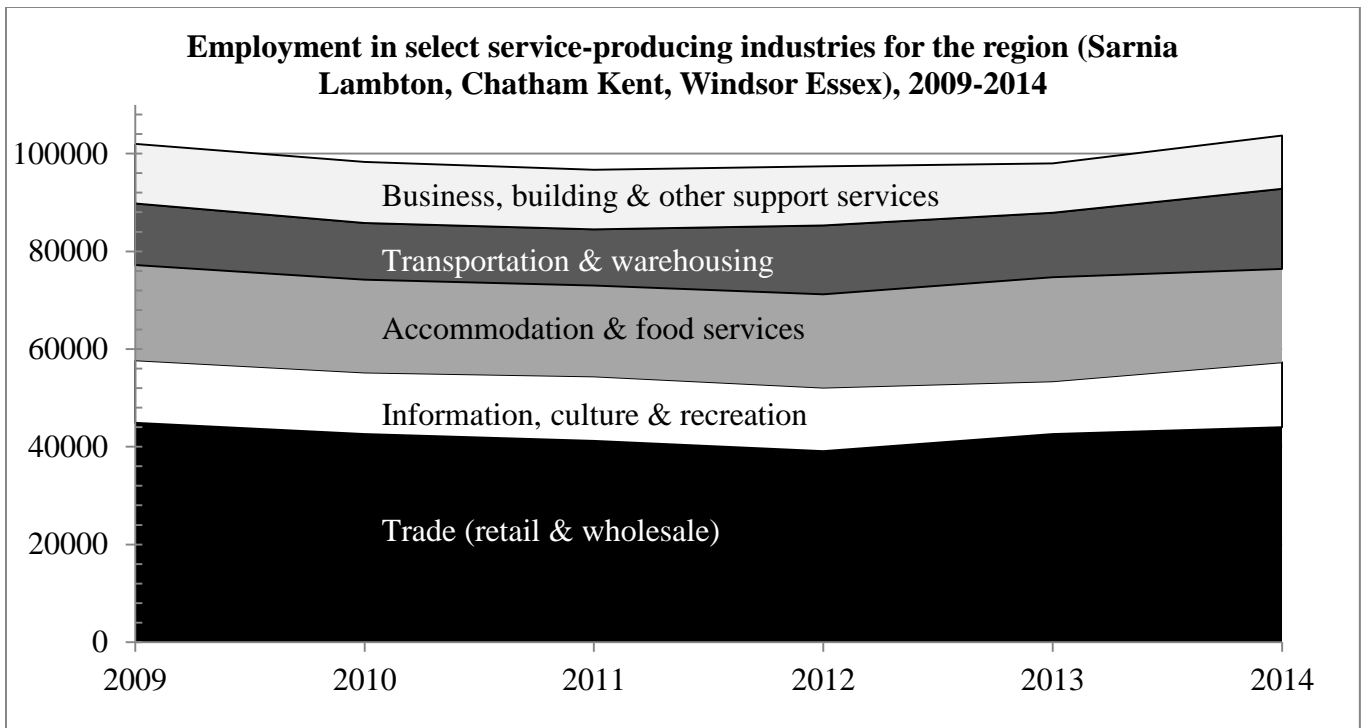 Employment in select service-producing industries for the region (Sarnia
Lambton, Chatham Kent, Windsor Essex), 2009-2014
100000
80000
60000
40000
20000
0
Business, building & other support services
Transportation & warehousing
Accommodation & food services
Information, culture & recreation
Trade (retail & wholesale)
2009 2010 2011 2012 2013 2014